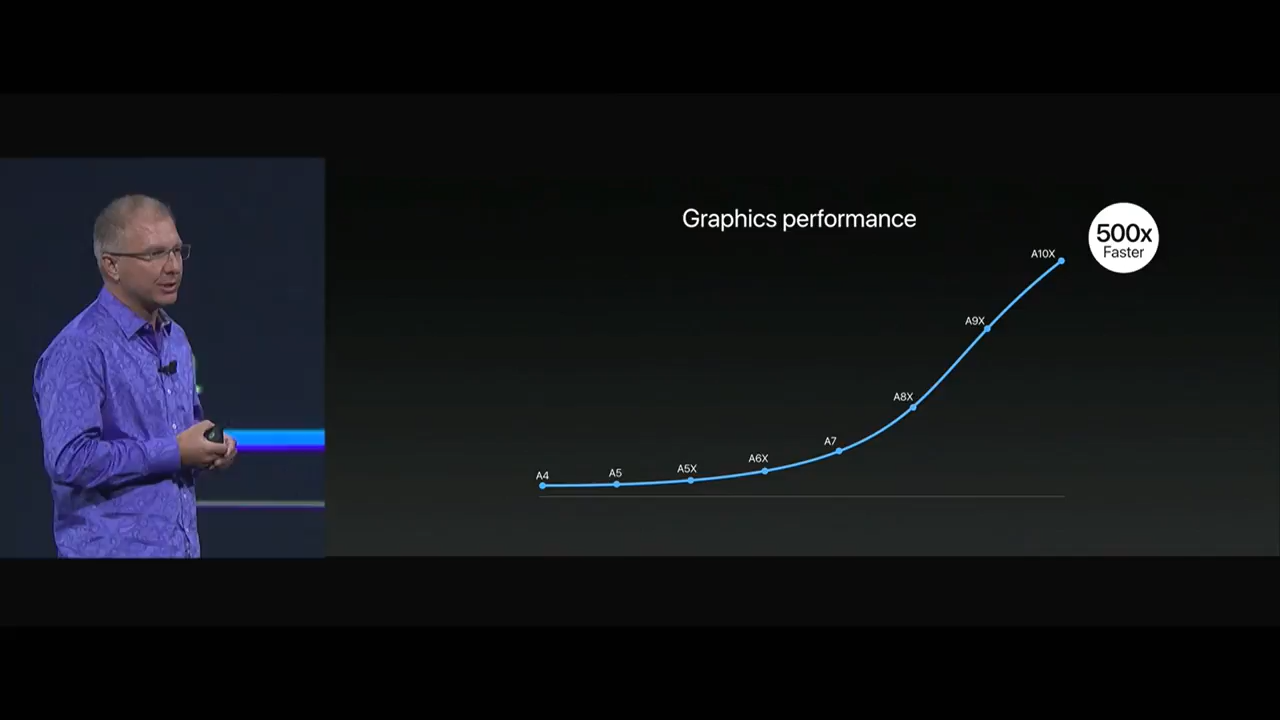 Graphics performance
500x
Faster
A10X
A9X
A8X
A7
A6X
A5X
A5
A4